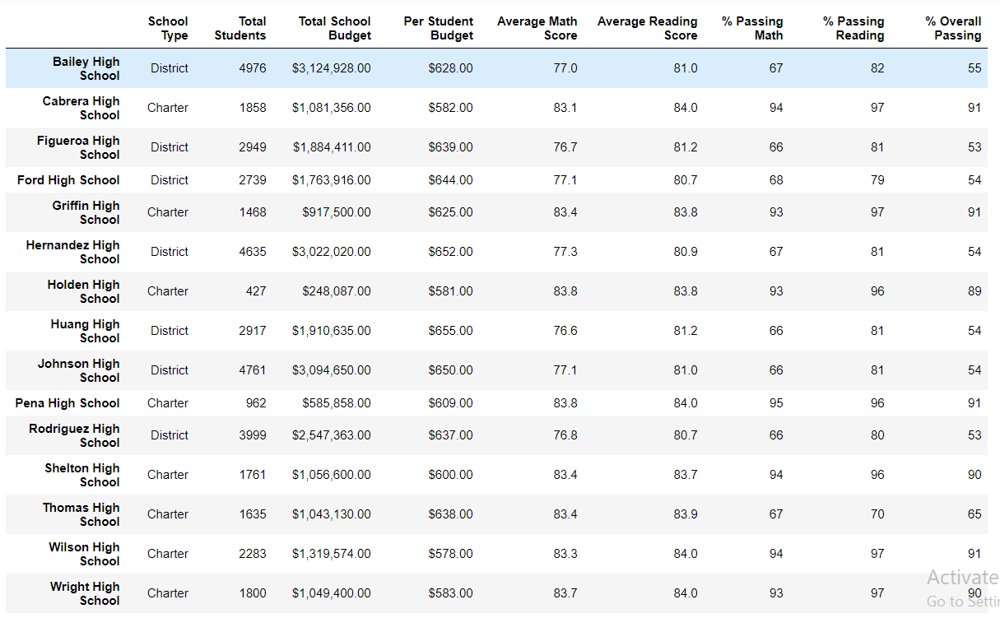 School Type	Total Students	Total School Budget	Per Student Budget	Average Math Score	Average Reading Score	% Passing Math	% Passing Reading	% Overall Passing
Bailey High School	District	4976	$3,124,928.00	$628.00	77.0	81.0	67	82	55
Cabrera High School	Charter	1858	$1,081,356.00	$582.00	83.1	84.0	94	97	91
Figueroa High School	District	2949	$1,884,411.00	$639.00	76.7	81.2	66	81	53
Ford High School	District	2739	$1,763,916.00	$644.00	77.1	80.7	68	79	54
Griffin High School	Charter	1468	$917,500.00	$625.00	83.4	83.8	93	97	91
Hernandez High School	District	4635	$3,022,020.00	$652.00	77.3	80.9	67	81	54
Holden High School	Charter	427	$248,087.00	$581.00	83.8	83.8	93	96	89
Huang High School	District	2917	$1,910,635.00	$655.00	76.6	81.2	66	81	54
Johnson High School	District	4761	$3,094,650.00	$650.00	77.1	81.0	66	81	54
Pena High School	Charter	962	$585,858.00	$609.00	83.8	84.0	95	96	91
Rodriguez High School	District	3999	$2,547,363.00	$637.00	76.8	80.7	66	80	53
Shelton High School	Charter	1761	$1,056,600.00	$600.00	83.4	83.7	94	96	90
Thomas High School	Charter	1635	$1,043,130.00	$638.00	83.4	83.9	67	70	65
Wilson High School	Charter	2283	$1,319,574.00	$578.00	83.3	84.0	94	97	91
Wright High School	Charter	1800	$1,049,400.00	$583.00	83.7	84.0	93	97	90
Activate
Go to Settin